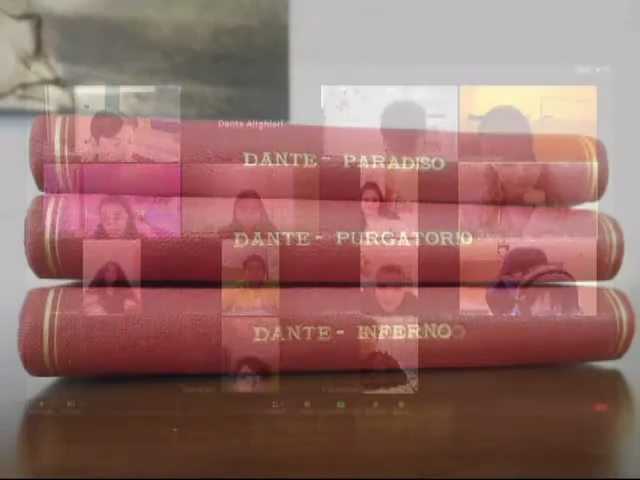 Dante Alighieri
DANTE - PARADISO
DANTE - PURGATORIO
DANTE - INFERNO